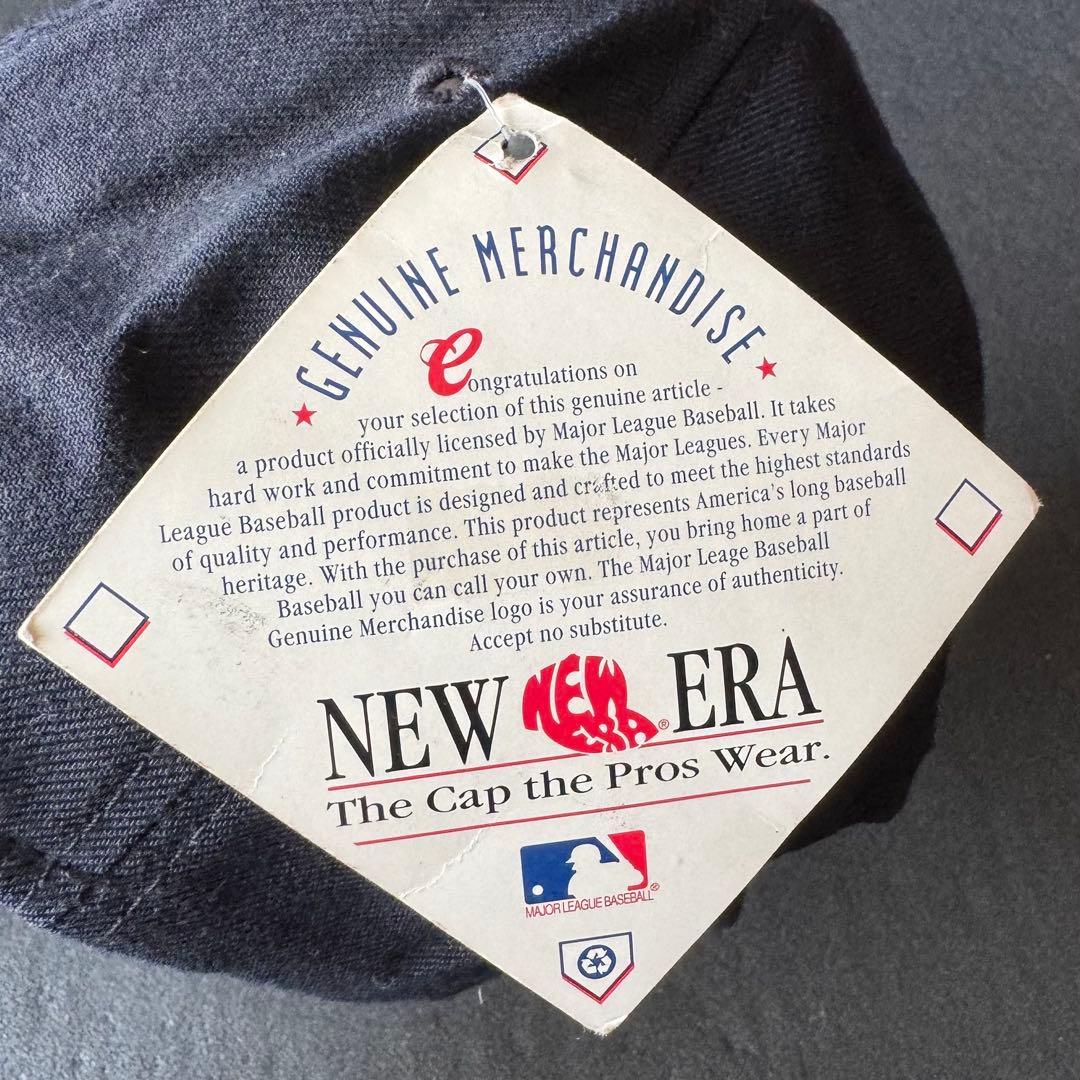 GENUINE MERCHANDISE
Congratulations on
your selection of this genuine article -
a product officially licensed by Major League Baseball. It takes
hard work and commitment to make the Major Leagues. Every Major
League Baseball product is designed and crafted to meet the highest standards
of quality and performance. This product represents America's long baseball
heritage. With the purchase of this article, you bring home a part of
Baseball you can call your own. The Major Leage Baseball
Genuine Merchandise logo is your assurance of authenticity.
Accept no substitute.
NEW NEW ERA ® ERA
The Cap the Pros Wear.
MAJOR LEAGUE BASEBALL®